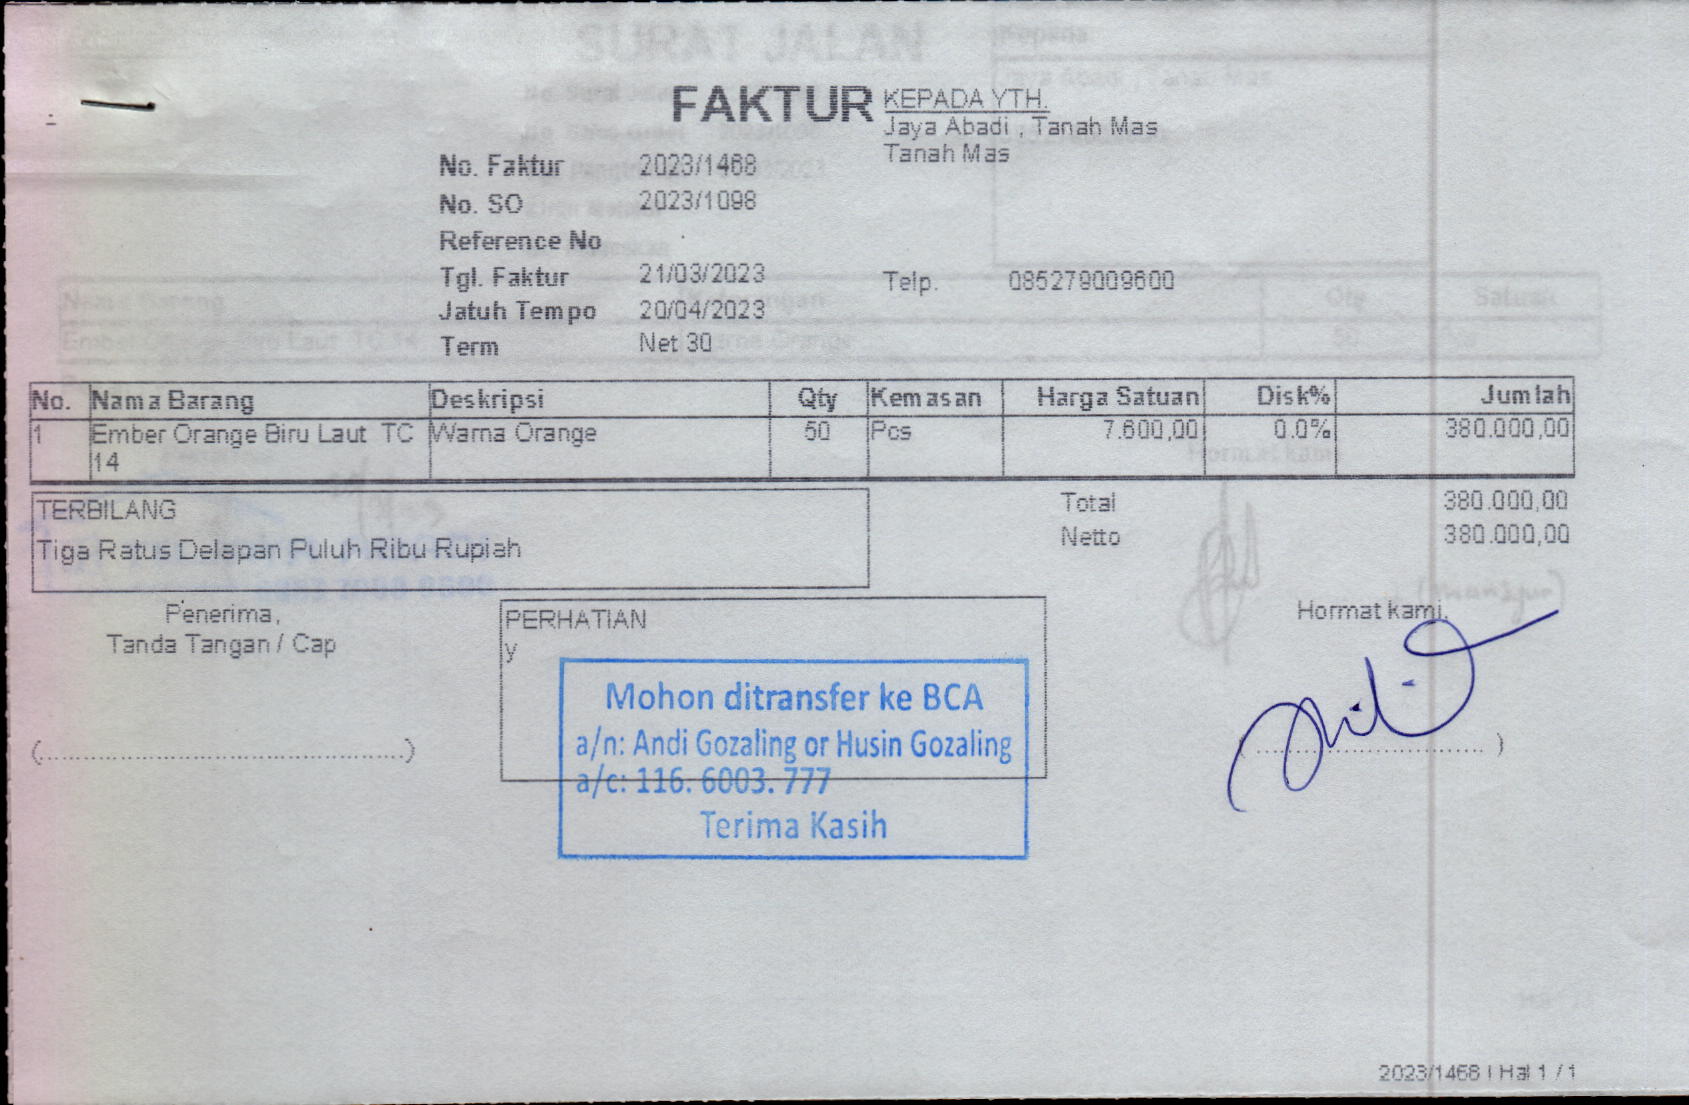 FAKTUR
KEPADA YTH.
Jaya Abadi , Tanah Mas
Tanah Mas
No. Faktur 2023/1468
No. SO 2023/1098
Reference No
Tgl. Faktur 21/03/2023
Telp. 085279009600
Jatuh Tempo 20/04/2023
Term Net 30
No. Nama Barang Deskripsi Qty Kemasan Harga Satuan Disk% Jumlah
1 Ember Orange Biru Laut TC Warna Orange 50 Pcs 7.600,00 0.0% 380.000,00
14
TERBILANG
Tiga Ratus Delapan Puluh Ribu Rupiah
Total 380.000,00
Netto 380.000,00
Penerima,
Tanda Tangan / Cap
(............................................................)
PERHATIAN
y
Mohon ditransfer ke BCA
a/n: Andi Gozaling or Husin Gozaling
a/c: 116. 6003. 777
Terima Kasih
Hormat kami,
(.......................................)
2023/1468 | Hal 1 / 1
SURAT JALAN